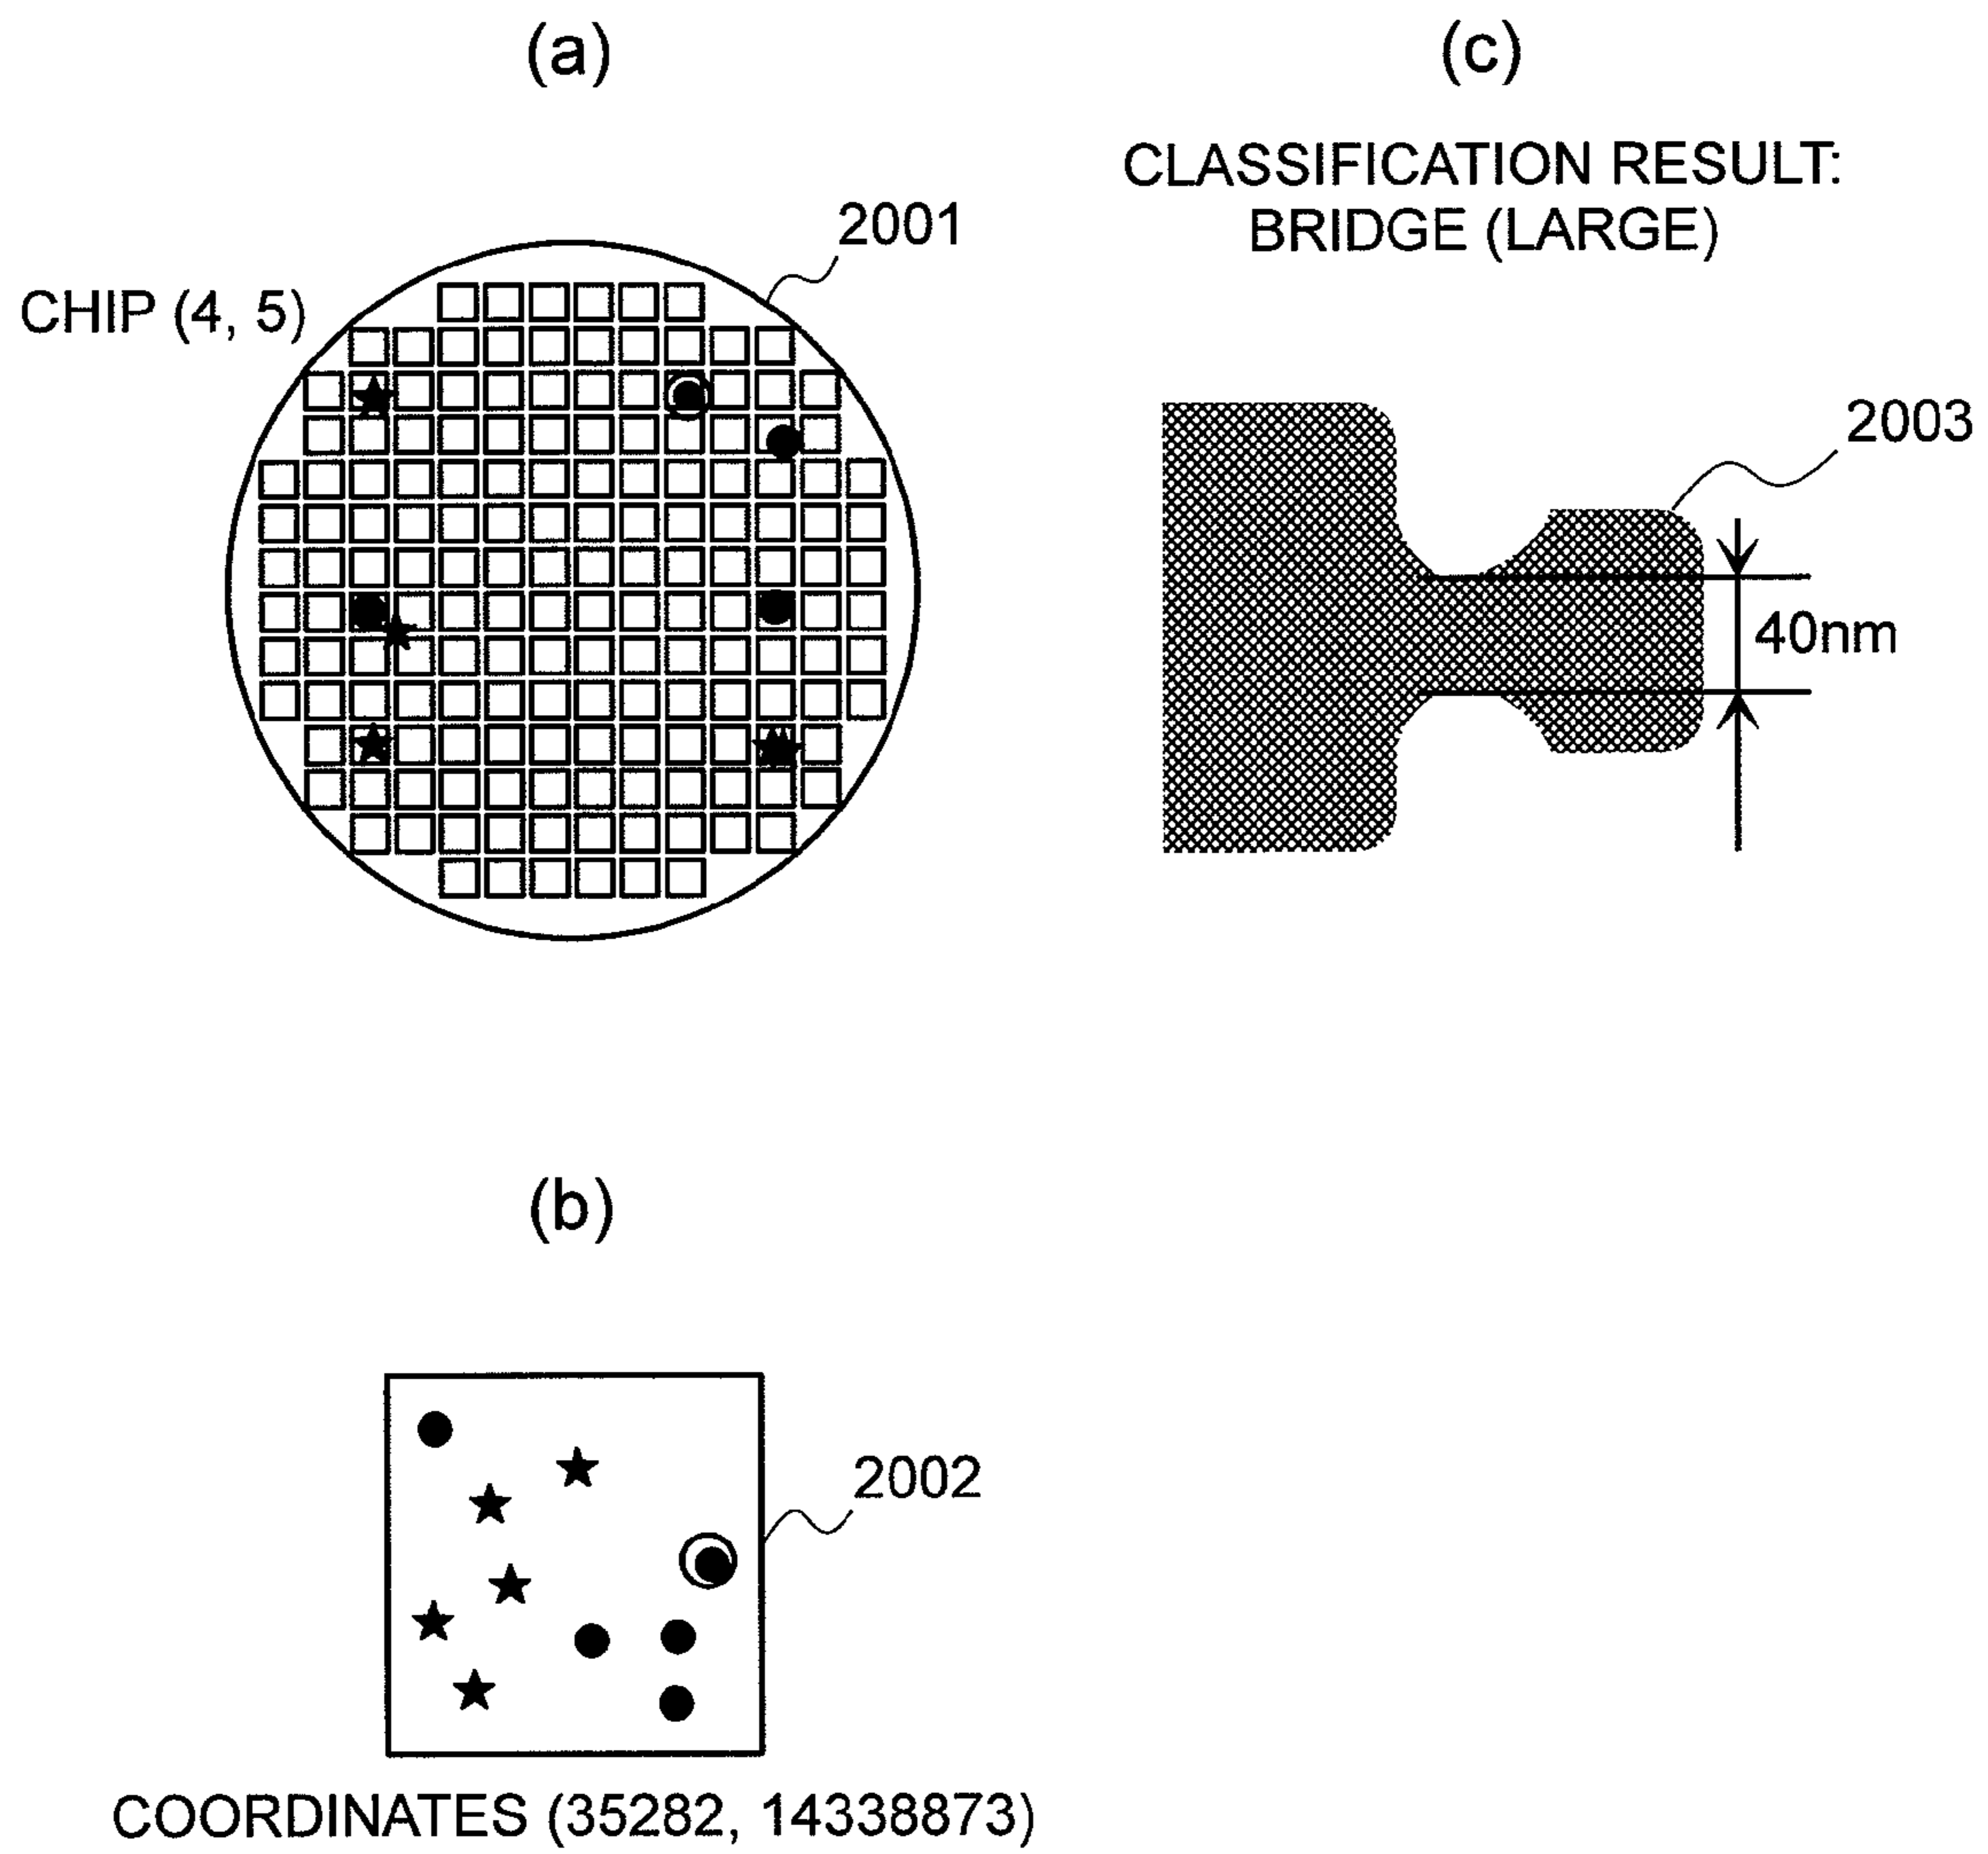 (a)
2001
CHIP (4, 5)
(c)
CLASSIFICATION RESULT:
BRIDGE (LARGE)
2003
40nm
(b)
2002
COORDINATES (35282, 14338873)